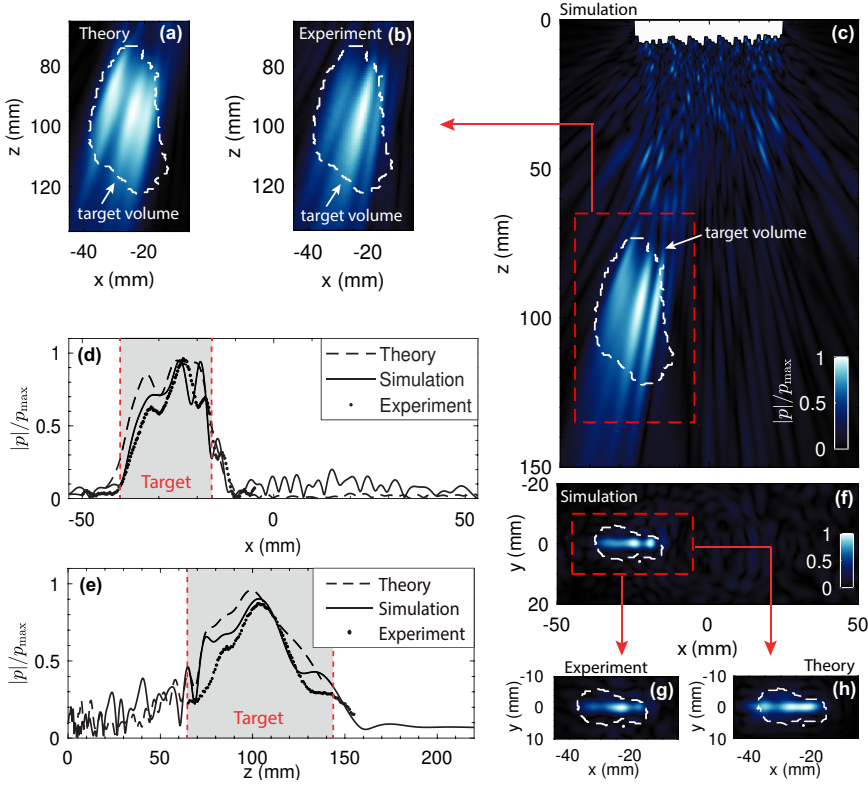 Theory (a)
80
100
120
z (mm)
target volume
-40 -20
x (mm)
Experiment (b)
80
100
120
z (mm)
target volume
-40 -20
x (mm)
Simulation
(c)
0
50
100
150
z (mm)
target volume
|p|/pmax
1
0.5
0
(d)
Theory
Simulation
Experiment
|p|/pmax
1
0.5
0
Target
-50 0 50
x (mm)
(e)
Theory
Simulation
Experiment
|p|/pmax
1
0.5
0
Target
0 50 100 150 200
z (mm)
Simulation (f)
-20
0
20
y (mm)
1
0.5
0
-50 0 50
x (mm)
Experiment
(g)
-10
0
10
y (mm)
-40 -20
x (mm)
Theory
(h)
-10
0
10
y (mm)
-40 -20
x (mm)